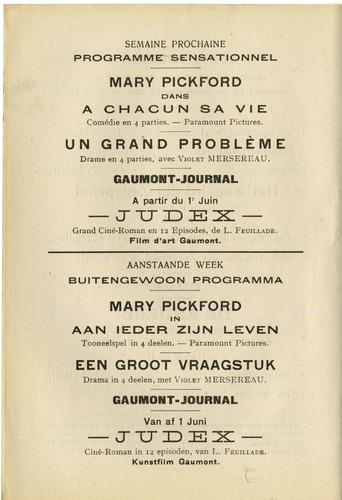 SEMAINE PROCHAINE
PROGRAMME SENSATIONNEL
MARY PICKFORD
DANS
A CHACUN SA VIE
Comédie en 4 parties. — Paramount Pictures.
UN GRAND PROBLÈME
Drame en 4 parties, avec VIOLET MERSEREAU.
GAUMONT-JOURNAL
A partir du 1r Juin
— JUDEX —
Grand Ciné-Roman en 12 Episodes, de L. FEUILLADE.
Film d'art Gaumont.
AANSTAANDE WEEK
BUITENGEWOON PROGRAMMA
MARY PICKFORD
IN
AAN IEDER ZIJN LEVEN
Tooneelspel in 4 deelen. — Paramount Pictures.
EEN GROOT VRAAGSTUK
Drama in 4 deelen, met VIOLET MERSEREAU.
GAUMONT-JOURNAL
Van af 1 Juni
— JUDEX —
Ciné-Roman in 12 episoden, van L. FEUILLADE.
Kunstfilm Gaumont.